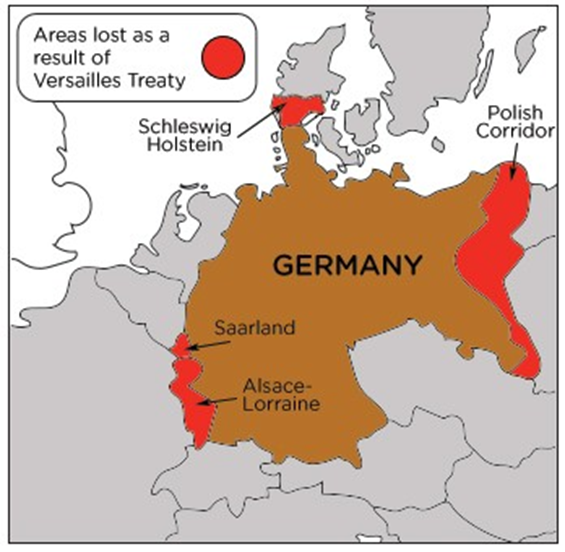 Areas lost as a
result of
Versailles Treaty
Schleswig
Holstein
Polish
Corridor
GERMANY
Saarland
Alsace-
Lorraine